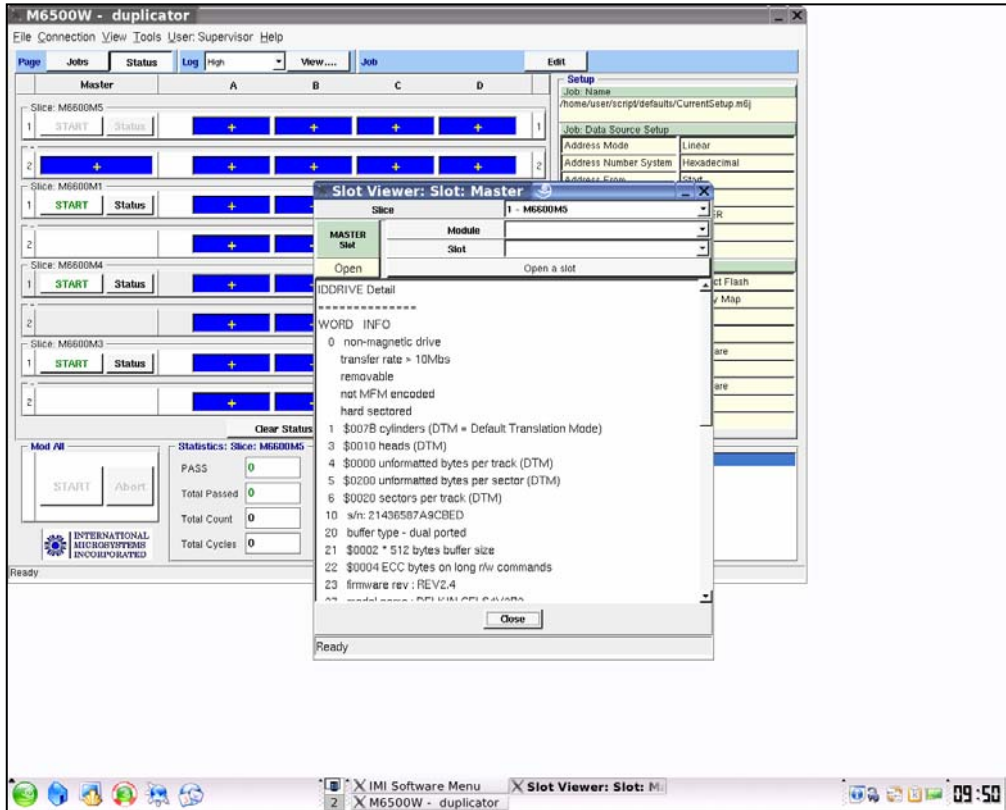 M6500W - duplicator
File Connection View Tools User: Supervisor Help
Page Jobs Status Log High View.... Job Edit
Master A B C D
Slice: M6600M5
1 START Status + + + + 1
2 + + + + + 2
Slice: M6600M1
1 START Status + +
2 + +
Slice: M6600M4
1 START Status + +
2 + +
Slice: M6600M3
1 START Status + +
2 + +
Clear Status
Mod All
START Abort
INTERNATIONAL
MICROSYSTEMS
INCORPORATED
Statistics: Slice: M6600M5
PASS 0
Total Passed 0
Total Count 0
Total Cycles 0
Ready
Setup
Job: Name
/home/user/script/defaults/CurrentSetup.m6j
Job: Data Source Setup
Address Mode Linear
Address Number System Hexadecimal
Address From Start
Slot Viewer: Slot: Master
Slice 1 - M6600M5
MASTER
Slot
Module
Slot
Open Open a slot
IDDRIVE Detail
===============
WORD INFO
0 non-magnetic drive
transfer rate > 10Mbs
removable
not MFM encoded
hard sectored
1 $007B cylinders (DTM = Default Translation Mode)
3 $0010 heads (DTM)
4 $0000 unformatted bytes per track (DTM)
5 $0200 unformatted bytes per sector (DTM)
6 $0020 sectors per track (DTM)
10 s/n: 21436587A9CBED
20 buffer type - dual ported
21 $0002 * 512 bytes buffer size
22 $0004 ECC bytes on long r/w commands
23 firmware rev : REV2.4
Close
Ready
ct Flash
y Map
are
are
IMI Software Menu
Slot Viewer: Slot: M
2 M6500W - duplicator
09:50